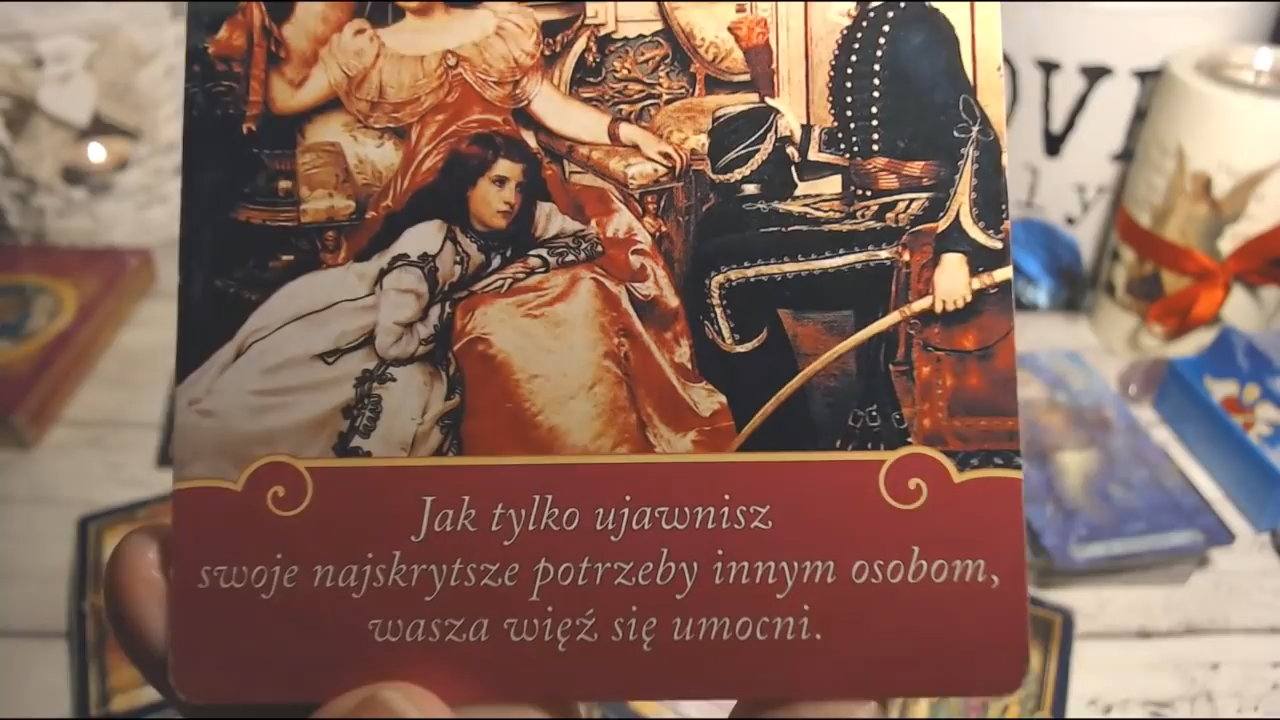 Jak tylko ujawnisz
swoje najskrytsze potrzeby innym osobom,
wasza więź się umocni.